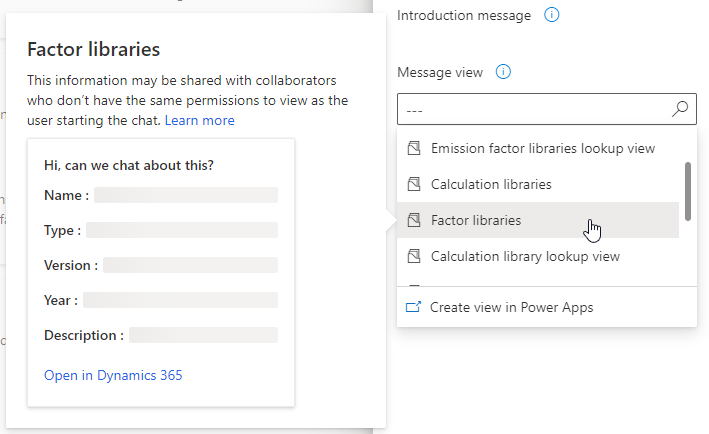 Factor libraries
This information may be shared with collaborators
who don't have the same permissions to view as the
user starting the chat. Learn more
Hi, can we chat about this?
Name :
Type :
Version :
Year :
Description :
Open in Dynamics 365
Introduction message
Message view
---
Emission factor libraries lookup view
Calculation libraries
Factor libraries
Calculation library lookup view
Create view in Power Apps